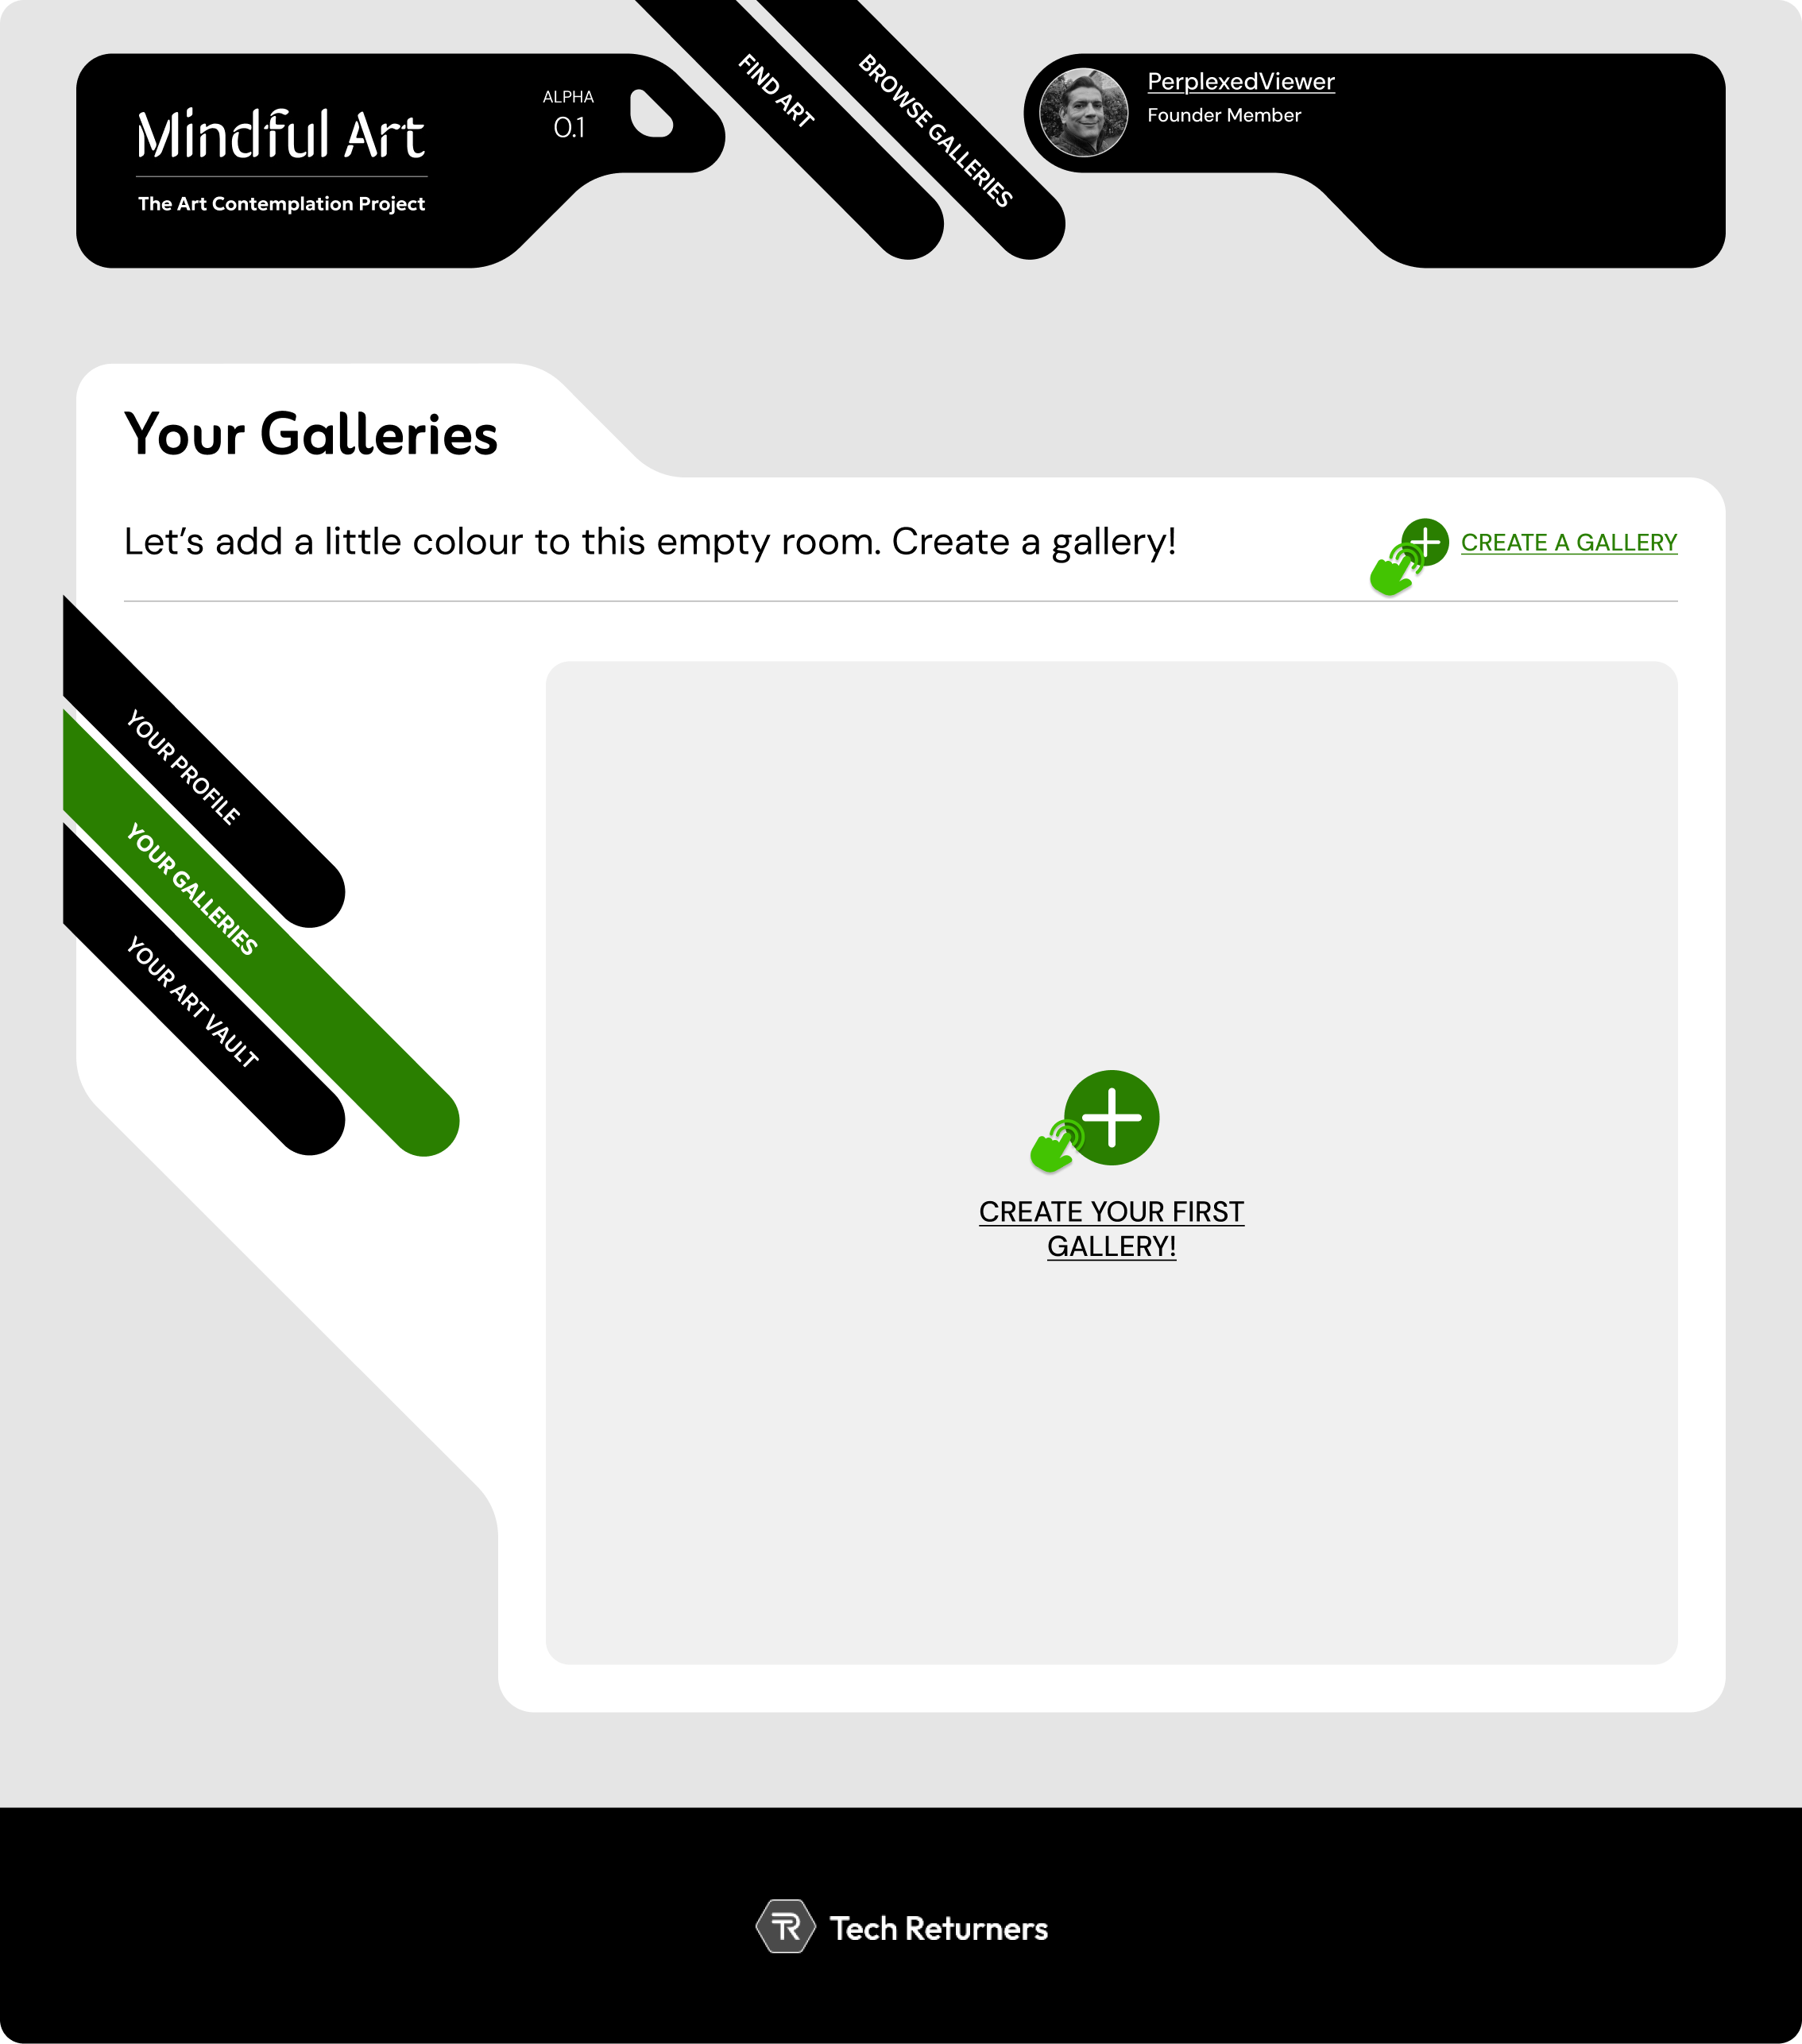 Mindful Art
The Art Contemplation Project
ALPHA
0.1
FIND ART
BROWSE GALLERIES
PerplexedViewer
Founder Member
Your Galleries
Let’s add a little colour to this empty room. Create a gallery!
CREATE A GALLERY
YOUR PROFILE
YOUR GALLERIES
YOUR ART VAULT
CREATE YOUR FIRST
GALLERY!
TR
Tech Returners